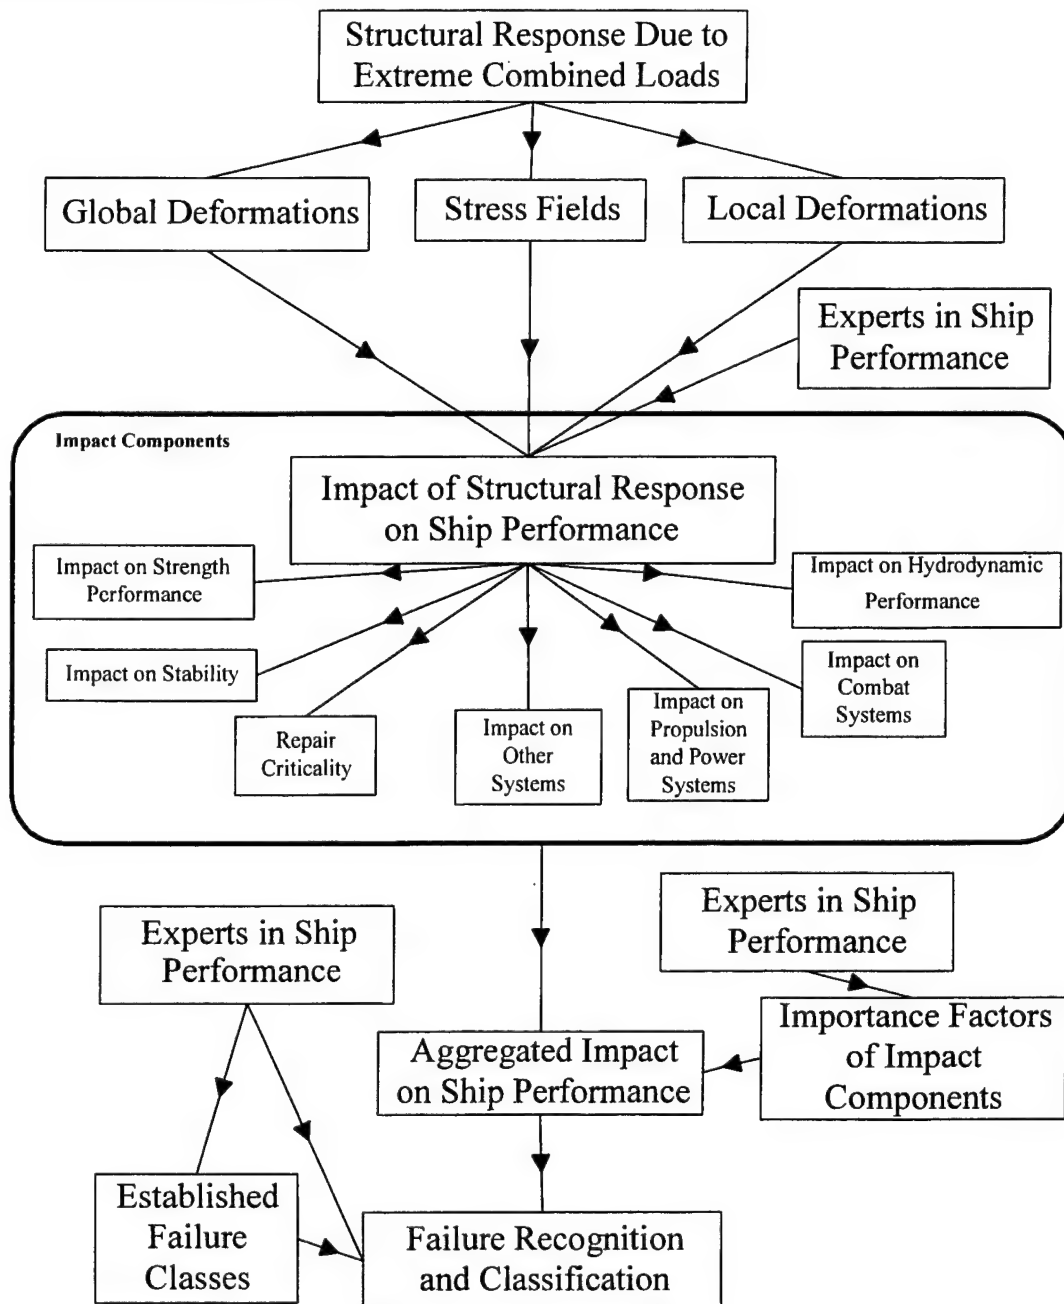 Structural Response Due to
Extreme Combined Loads
Global Deformations
Stress Fields
Local Deformations
Experts in Ship
Performance
Impact Components
Impact of Structural Response
on Ship Performance
Impact on Strength
Performance
Impact on Hydrodynamic
Performance
Impact on Stability
Impact on
Combat
Systems
Repair
Criticality
Impact on
Other
Systems
Impact on
Propulsion
and Power
Systems
Experts in Ship
Performance
Experts in Ship
Performance
Importance Factors
of Impact
Components
Aggregated Impact
on Ship Performance
Established
Failure
Classes
Failure Recognition
and Classification